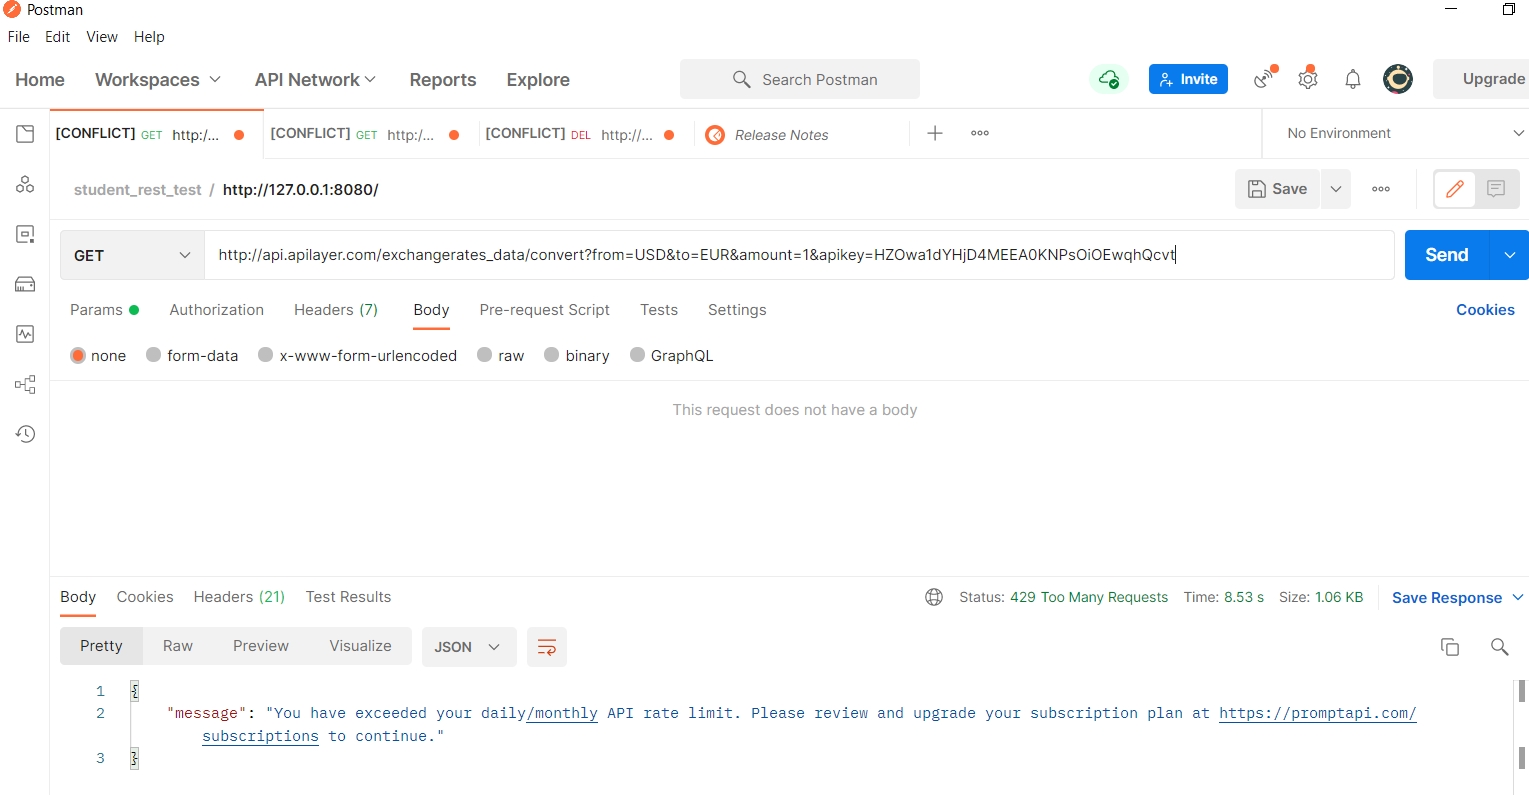 Postman
File Edit View Help
Home Workspaces API Network Reports Explore Search Postman Invite Upgrade
[CONFLICT] GET http:/... [CONFLICT] GET http:/... [CONFLICT] DEL http://... Release Notes No Environment
student_rest_test / http://127.0.0.1:8080/ Save
GET http://api.apilayer.com/exchangerates_data/convert?from=USD&to=EUR&amount=1&apikey=HZOwa1dYHjD4MEEA0KNPsOiOEwqhQcvt Send
Params Authorization Headers (7) Body Pre-request Script Tests Settings Cookies
none form-data x-www-form-urlencoded raw binary GraphQL
This request does not have a body
Body Cookies Headers (21) Test Results Status: 429 Too Many Requests Time: 8.53 s Size: 1.06 KB Save Response
Pretty Raw Preview Visualize JSON
1 {
2 "message": "You have exceeded your daily/monthly API rate limit. Please review and upgrade your subscription plan at https://promptapi.com/
subscriptions to continue."
3 }